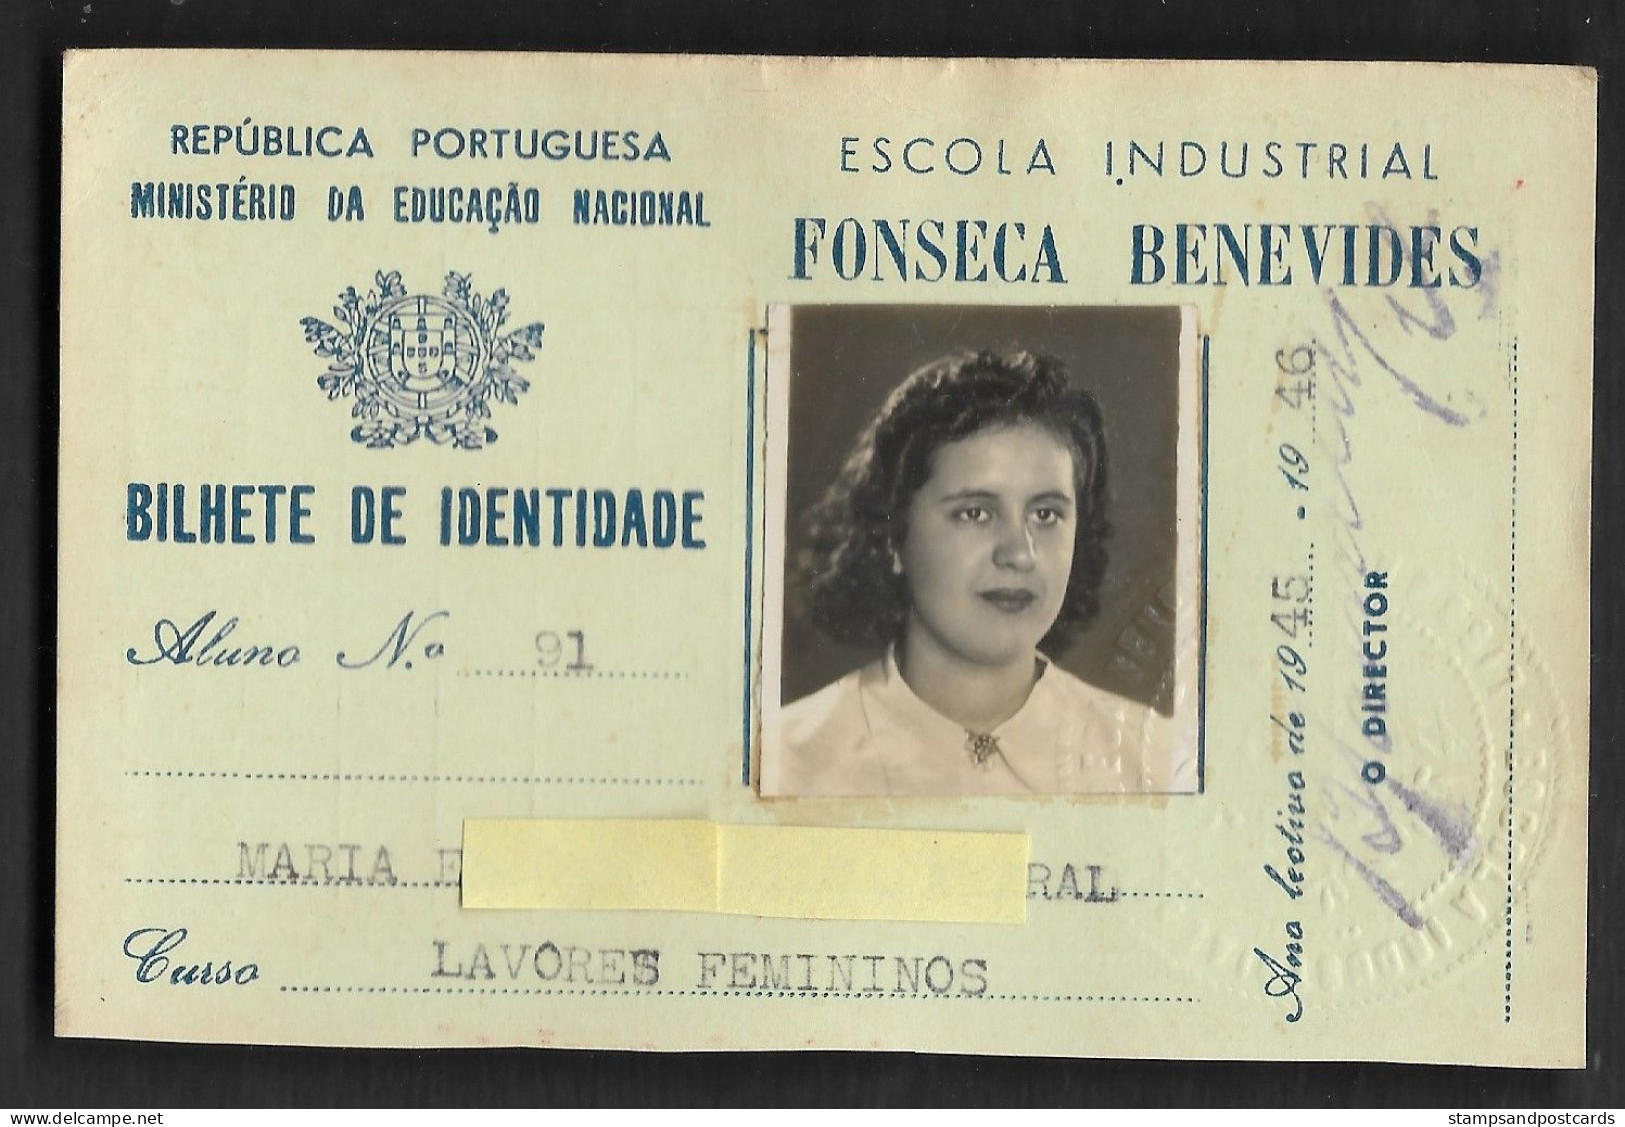 REPÚBLICA PORTUGUESA
MINISTÉRIO DA EDUCAÇÃO NACIONAL
BILHETE DE IDENTIDADE
Aluno N.º 91
ESCOLA INDUSTRIAL
FONSECA BENEVIDES
MARIA E RAL
Curso LAVORES FEMININOS
Ano lectivo de 1945 - 1946
O DIRECTOR
Delcampe.net
stampsandpostcards